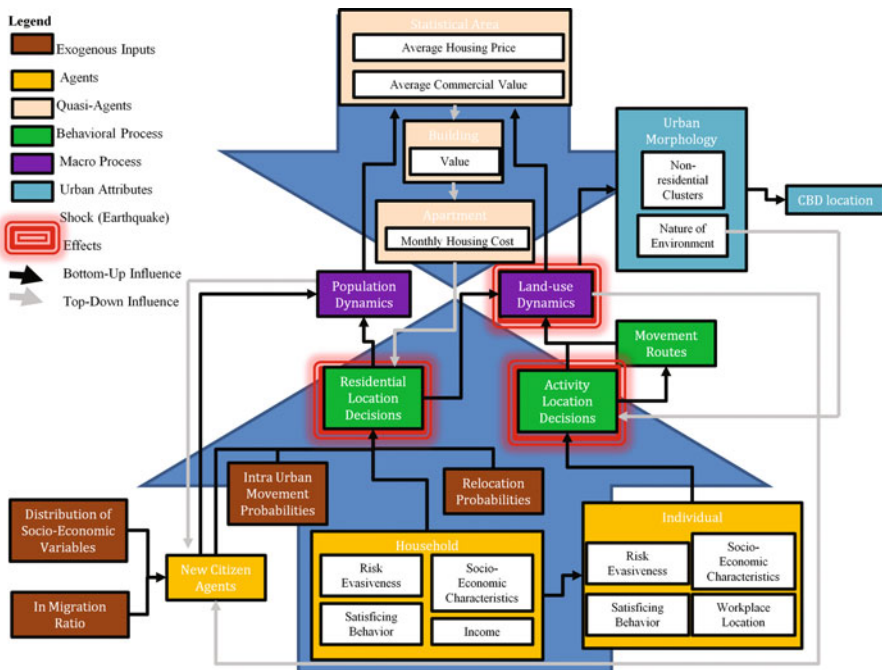 Legend
Exogenous Inputs
Agents
Quasi-Agents
Behavioral Process
Macro Process
Urban Attributes
Shock (Earthquake)
Effects
Bottom-Up Influence
Top-Down Influence
Statistical Area
Average Housing Price
Average Commercial Value
Building
Value
Apartment
Monthly Housing Cost
Urban
Morphology
Non-
residential
Clusters
Nature of
Environment
CBD location
Population
Dynamics
Land-use
Dynamics
Movement
Routes
Residential
Location
Decisions
Activity
Location
Decisions
Intra Urban
Movement
Probabilities
Relocation
Probabilities
Distribution of
Socio-Economic
Variables
New Citizen
Agents
In Migration
Ratio
Household
Risk
Evasiveness
Socio-
Economic
Characteristics
Satisficing
Behavior
Income
Individual
Risk
Evasiveness
Socio-
Economic
Characteristics
Satisficing
Behavior
Workplace
Location